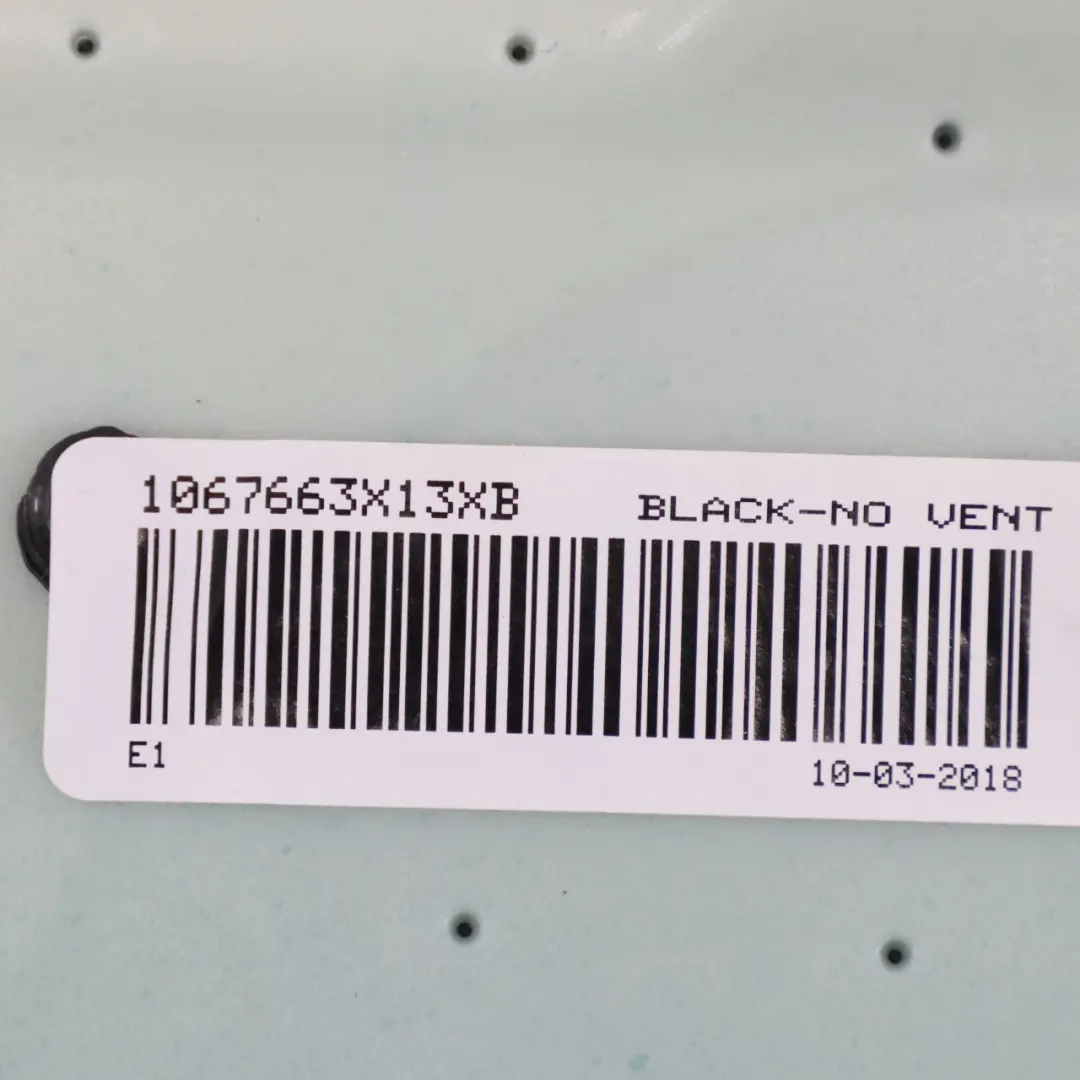 1067663X13XB BLACK-NO VENT
E1 10-03-2018